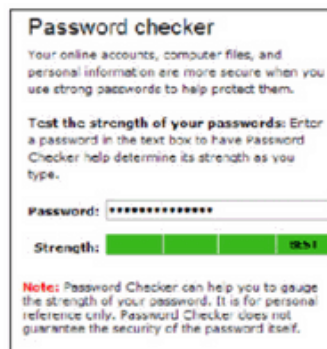 Password checker
Your online accounts, computer files, and
personal information are more secure when you
use strong passwords to help protect them.
Test the strength of your passwords: Enter
a password in the text box to have Password
Checker help determine its strength as you
type.
Password: ••••••••••••••
Strength: BEST
Note: Password Checker can help you to gauge
the strength of your password. It is for personal
reference only. Password Checker does not
guarantee the security of the password itself.